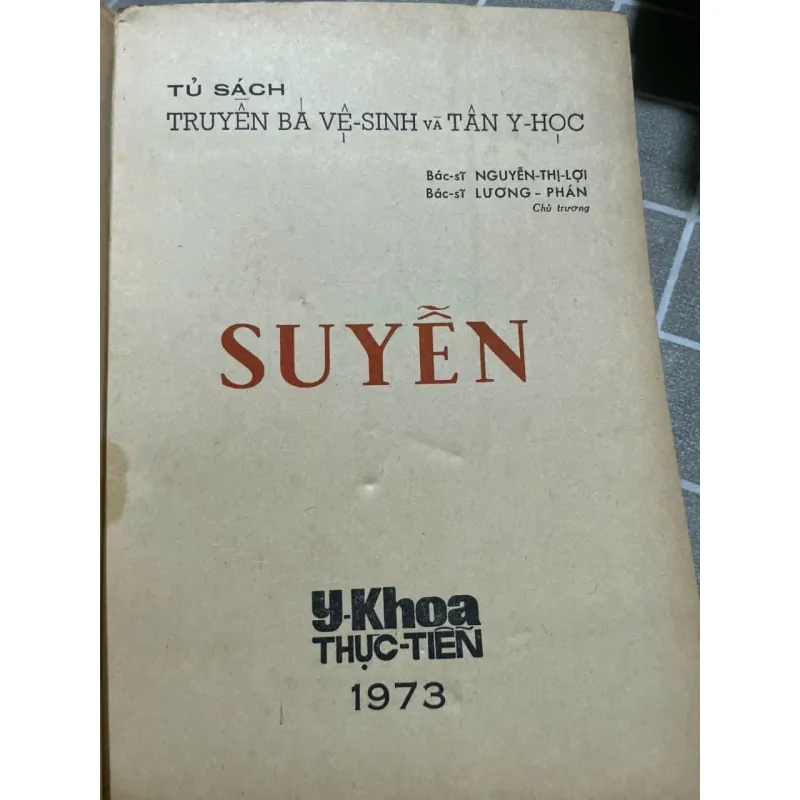 TỦ SÁCH
TRUYỀN BÁ VỆ-SINH VÀ TÂN Y-HỌC
Bác-sĩ NGUYỄN-THỊ-LỢI
Bác-sĩ LƯƠNG - PHÁN
Chủ trương
SUYỄN
Y-Khoa
THỰC-TIỄN
1973